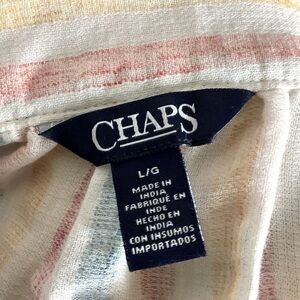 CHAPS
L/G
MADE IN
INDIA
FABRIQUÉ EN
INDE
HECHO EN
INDIA
CON INSUMOS
IMPORTADOS